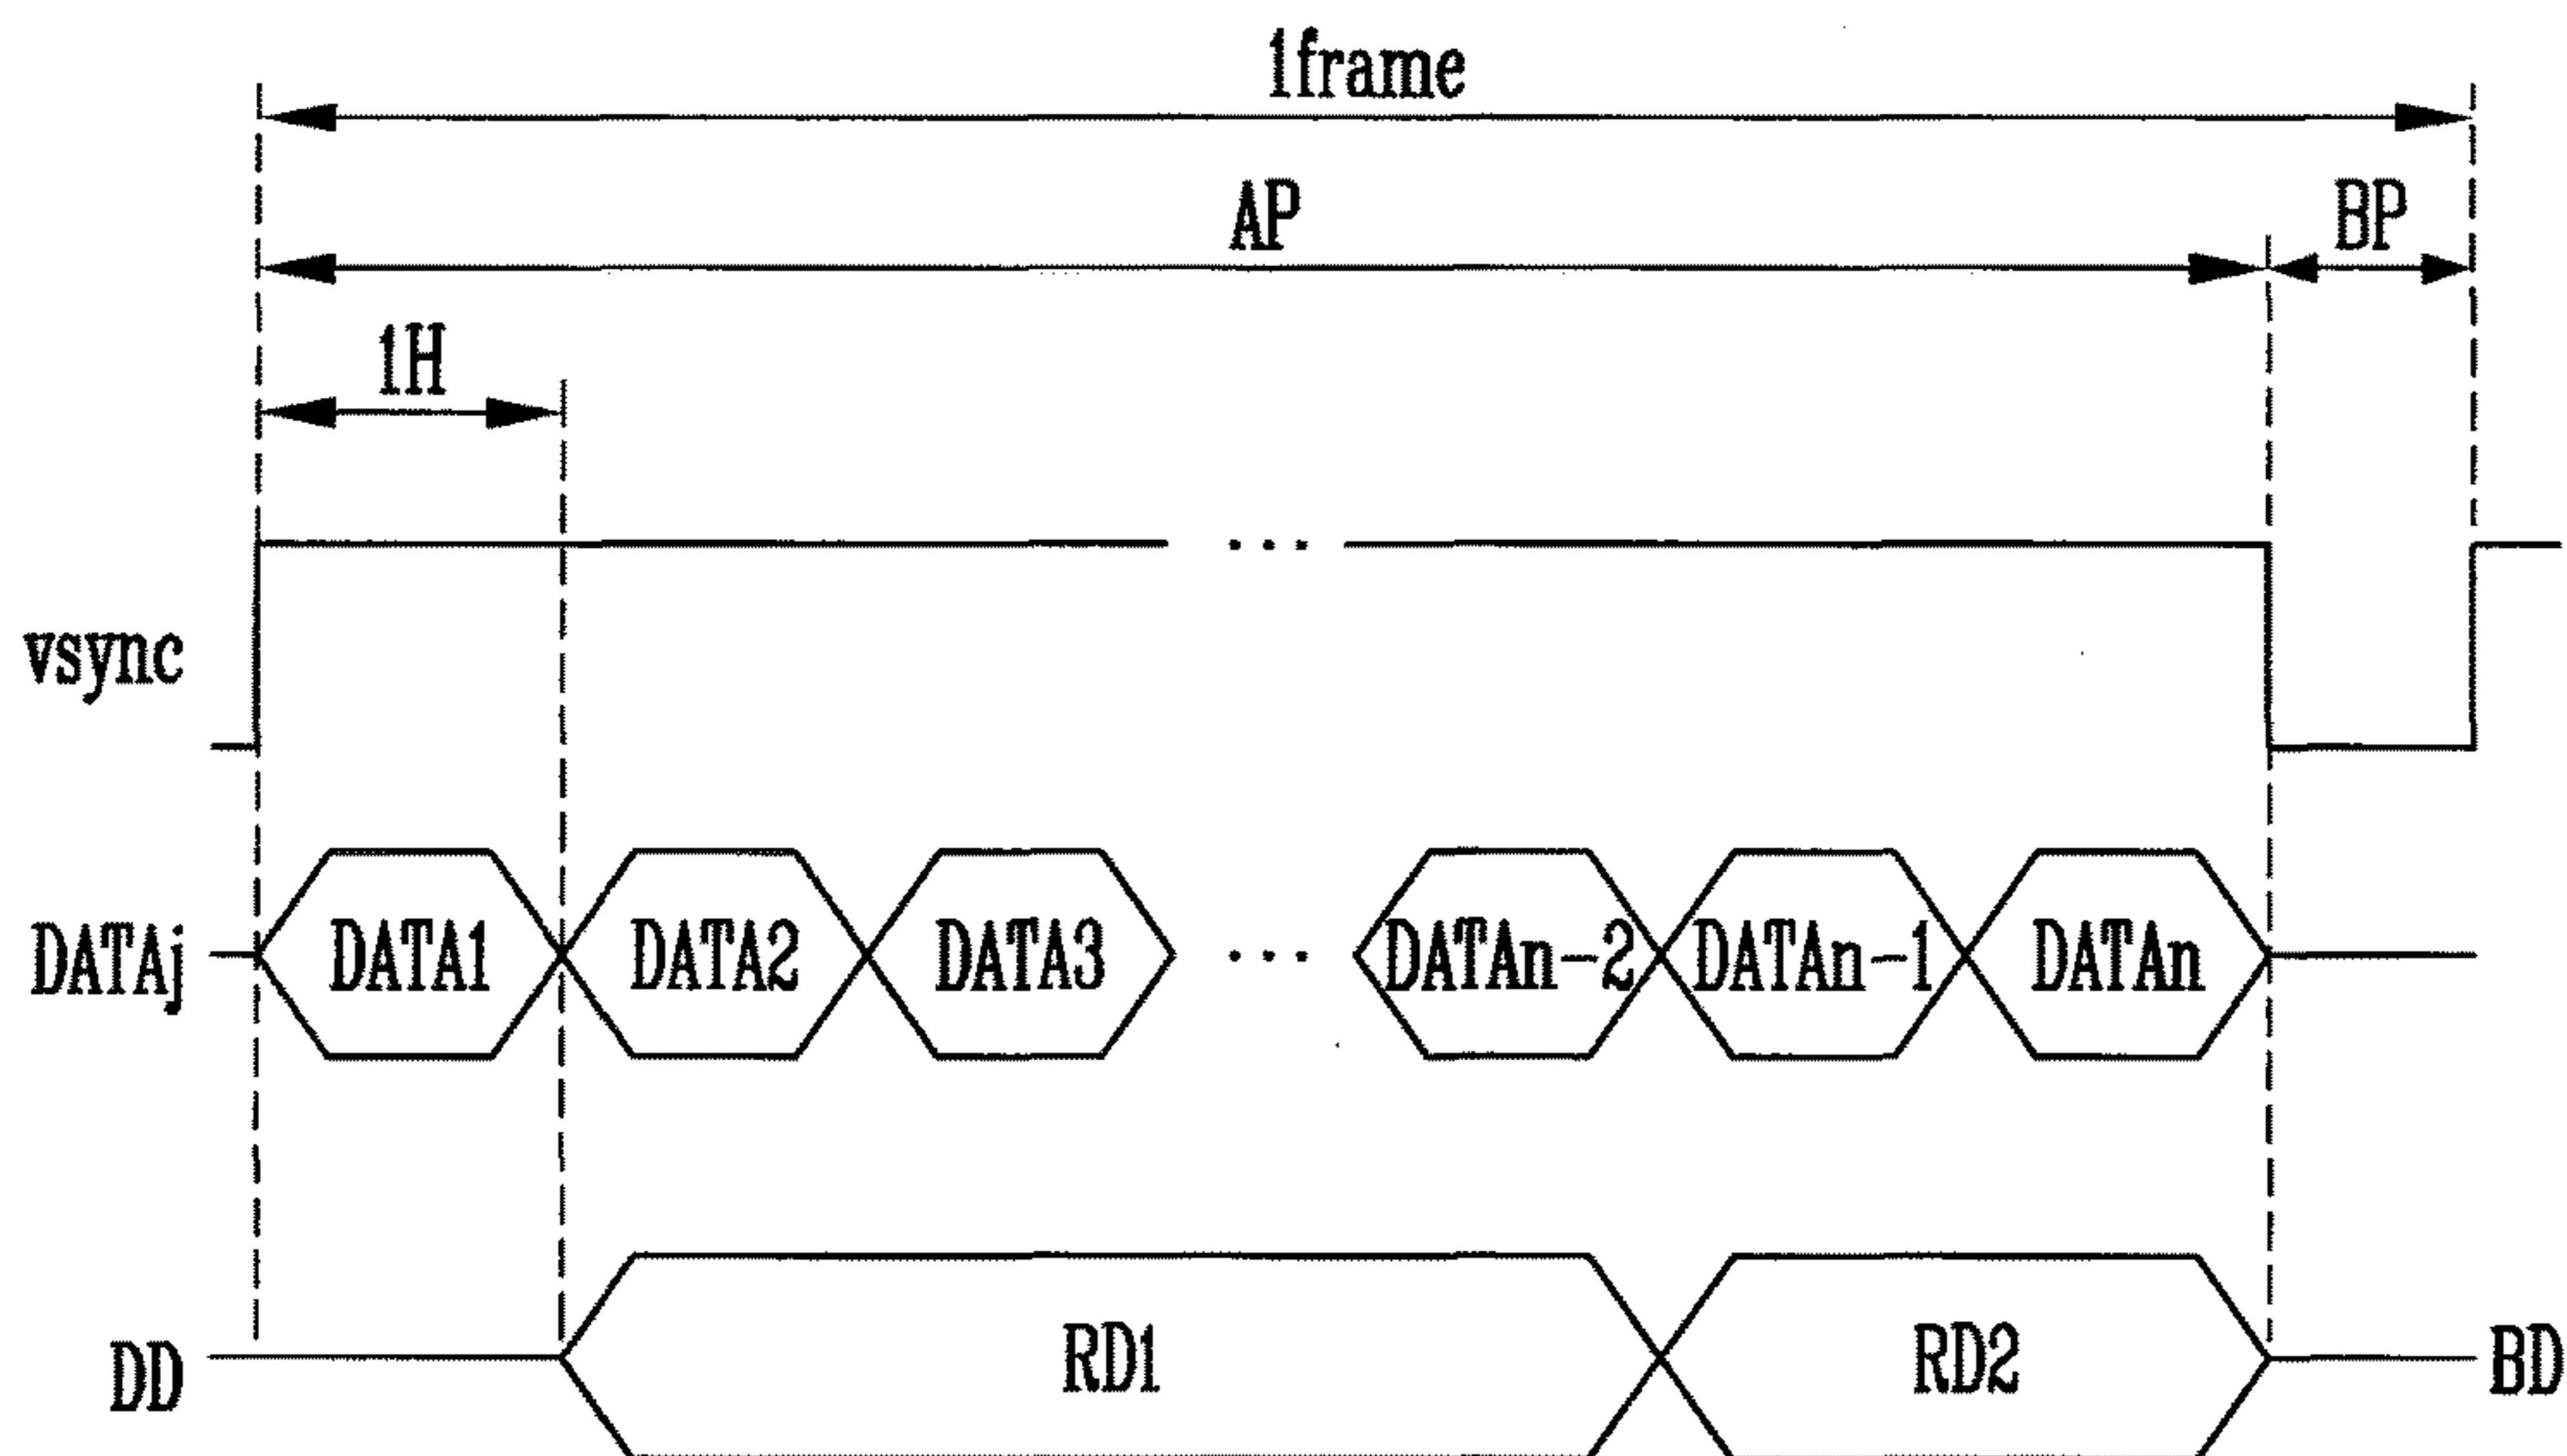 1frame
AP BP
1H
vsync
DATAj DATA1 DATA2 DATA3 ... DATAn-2 DATAn-1 DATAn
DD RD1 RD2 BD